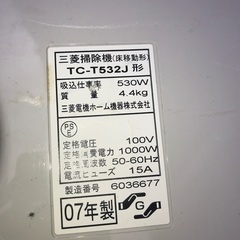 三菱掃除機(床移動形)
TC-T532J 形
吸込仕事率 530W
質量 4.4kg
三菱電機ホーム機器株式会社
PSE
定格電圧 100V
定格消費電力 1000W
定格周波数 50-60Hz
電流ヒューズ 15A
製造番号 6036677
07年製 G